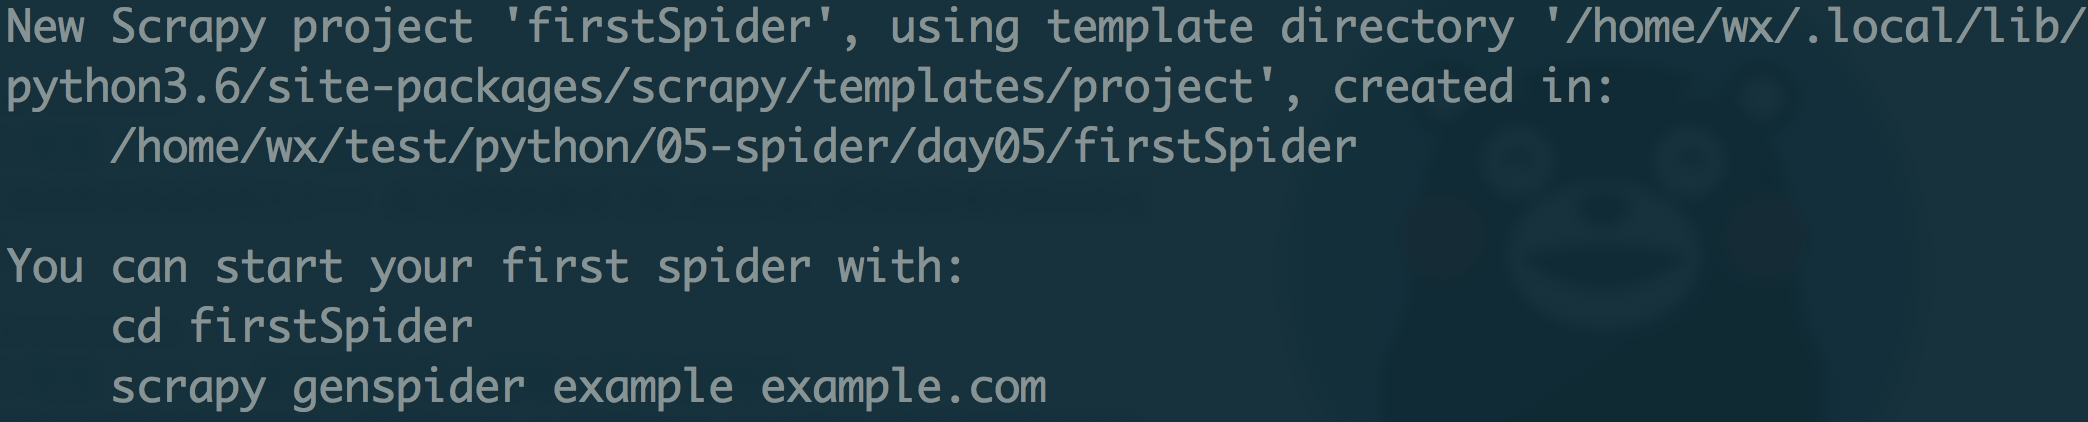 New Scrapy project 'firstSpider', using template directory '/home/wx/.local/lib/
python3.6/site-packages/scrapy/templates/project', created in:
    /home/wx/test/python/05-spider/day05/firstSpider

You can start your first spider with:
    cd firstSpider
    scrapy genspider example example.com